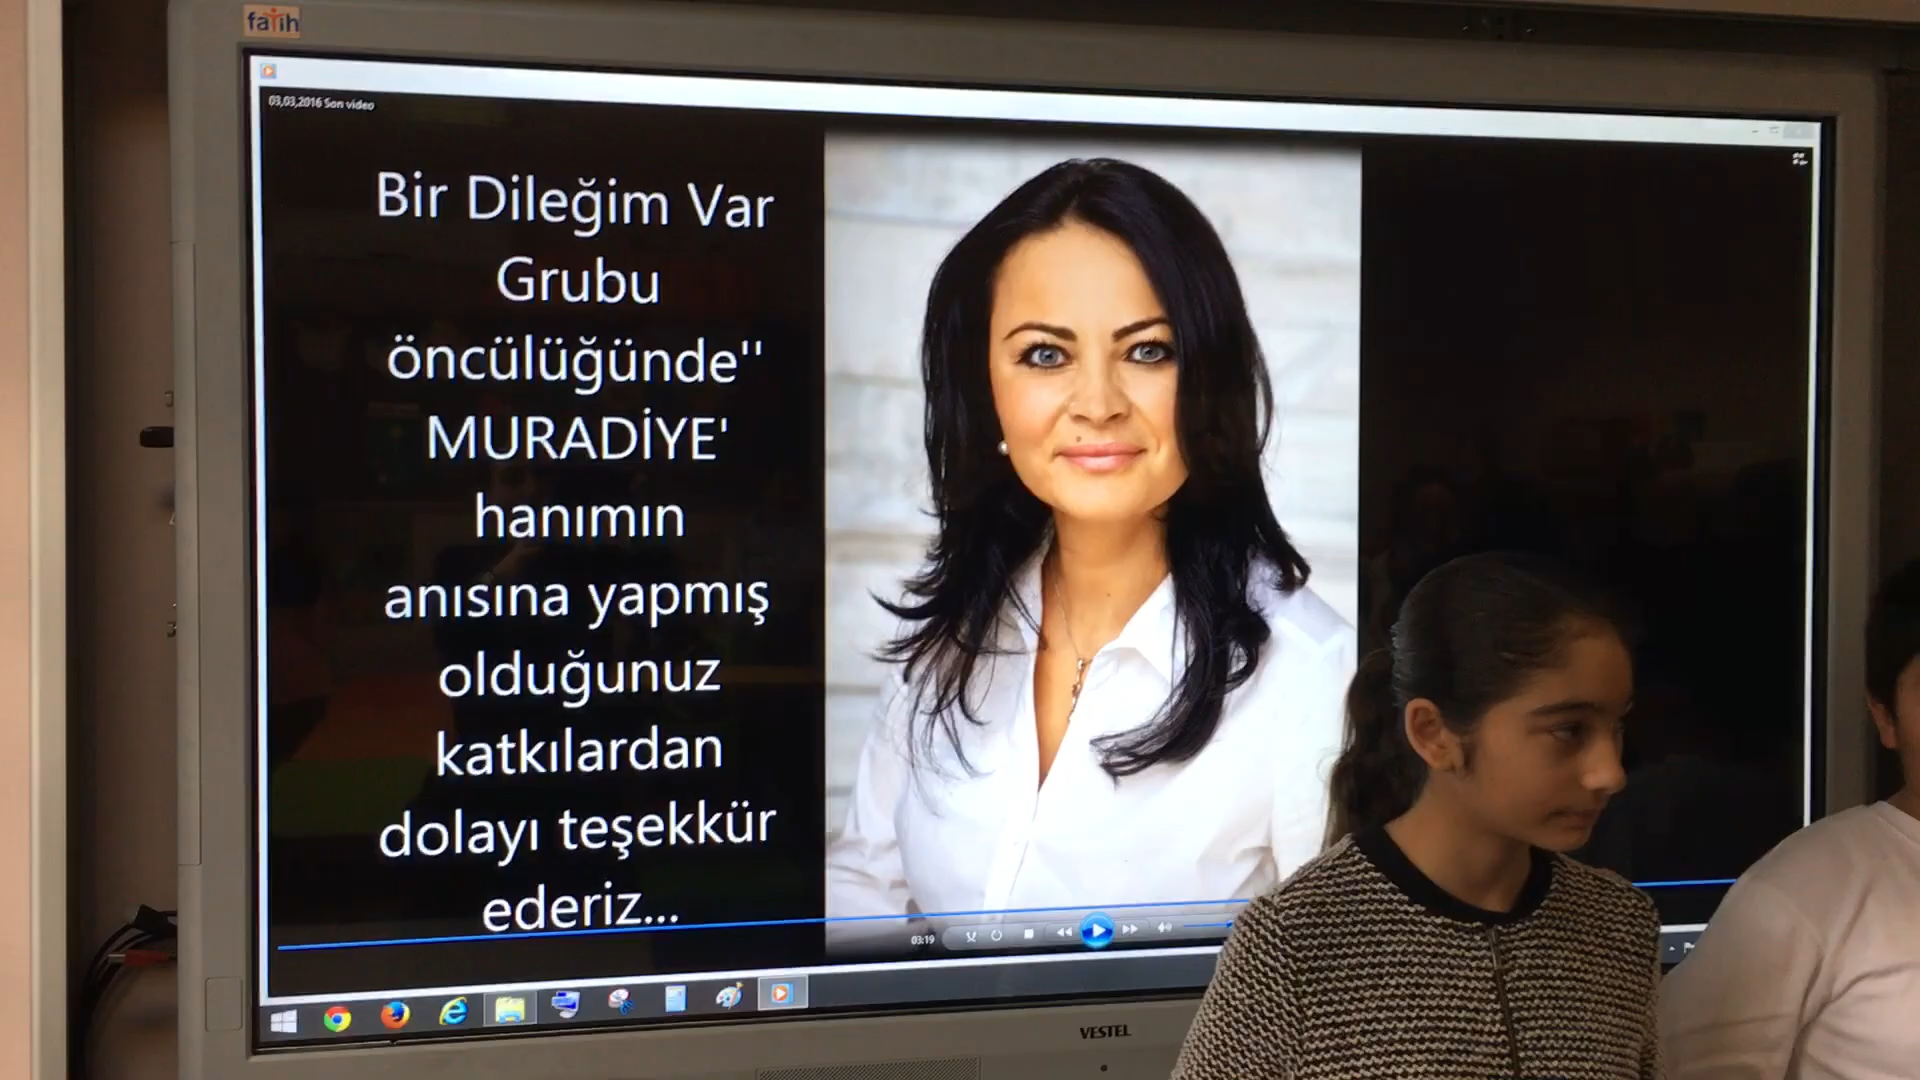 fatih
03,03,2016 Son video
Bir Dileğim Var
Grubu
öncülüğünde''
MURADİYE'
hanımın
anısına yapmış
olduğunuz
katkılardan
dolayı teşekkür
ederiz...
03:19
VESTEL